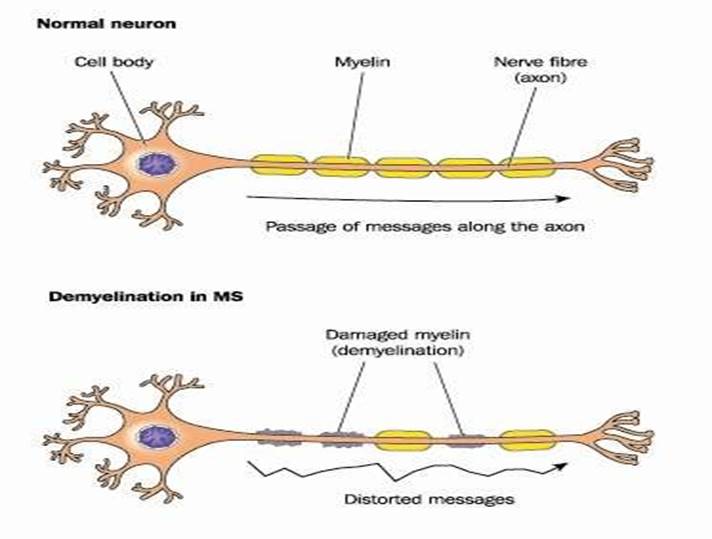 Normal neuron
Cell body
Myelin
Nerve fibre
(axon)
Passage of messages along the axon
Demyelination in MS
Damaged myelin
(demyelination)
Distorted messages